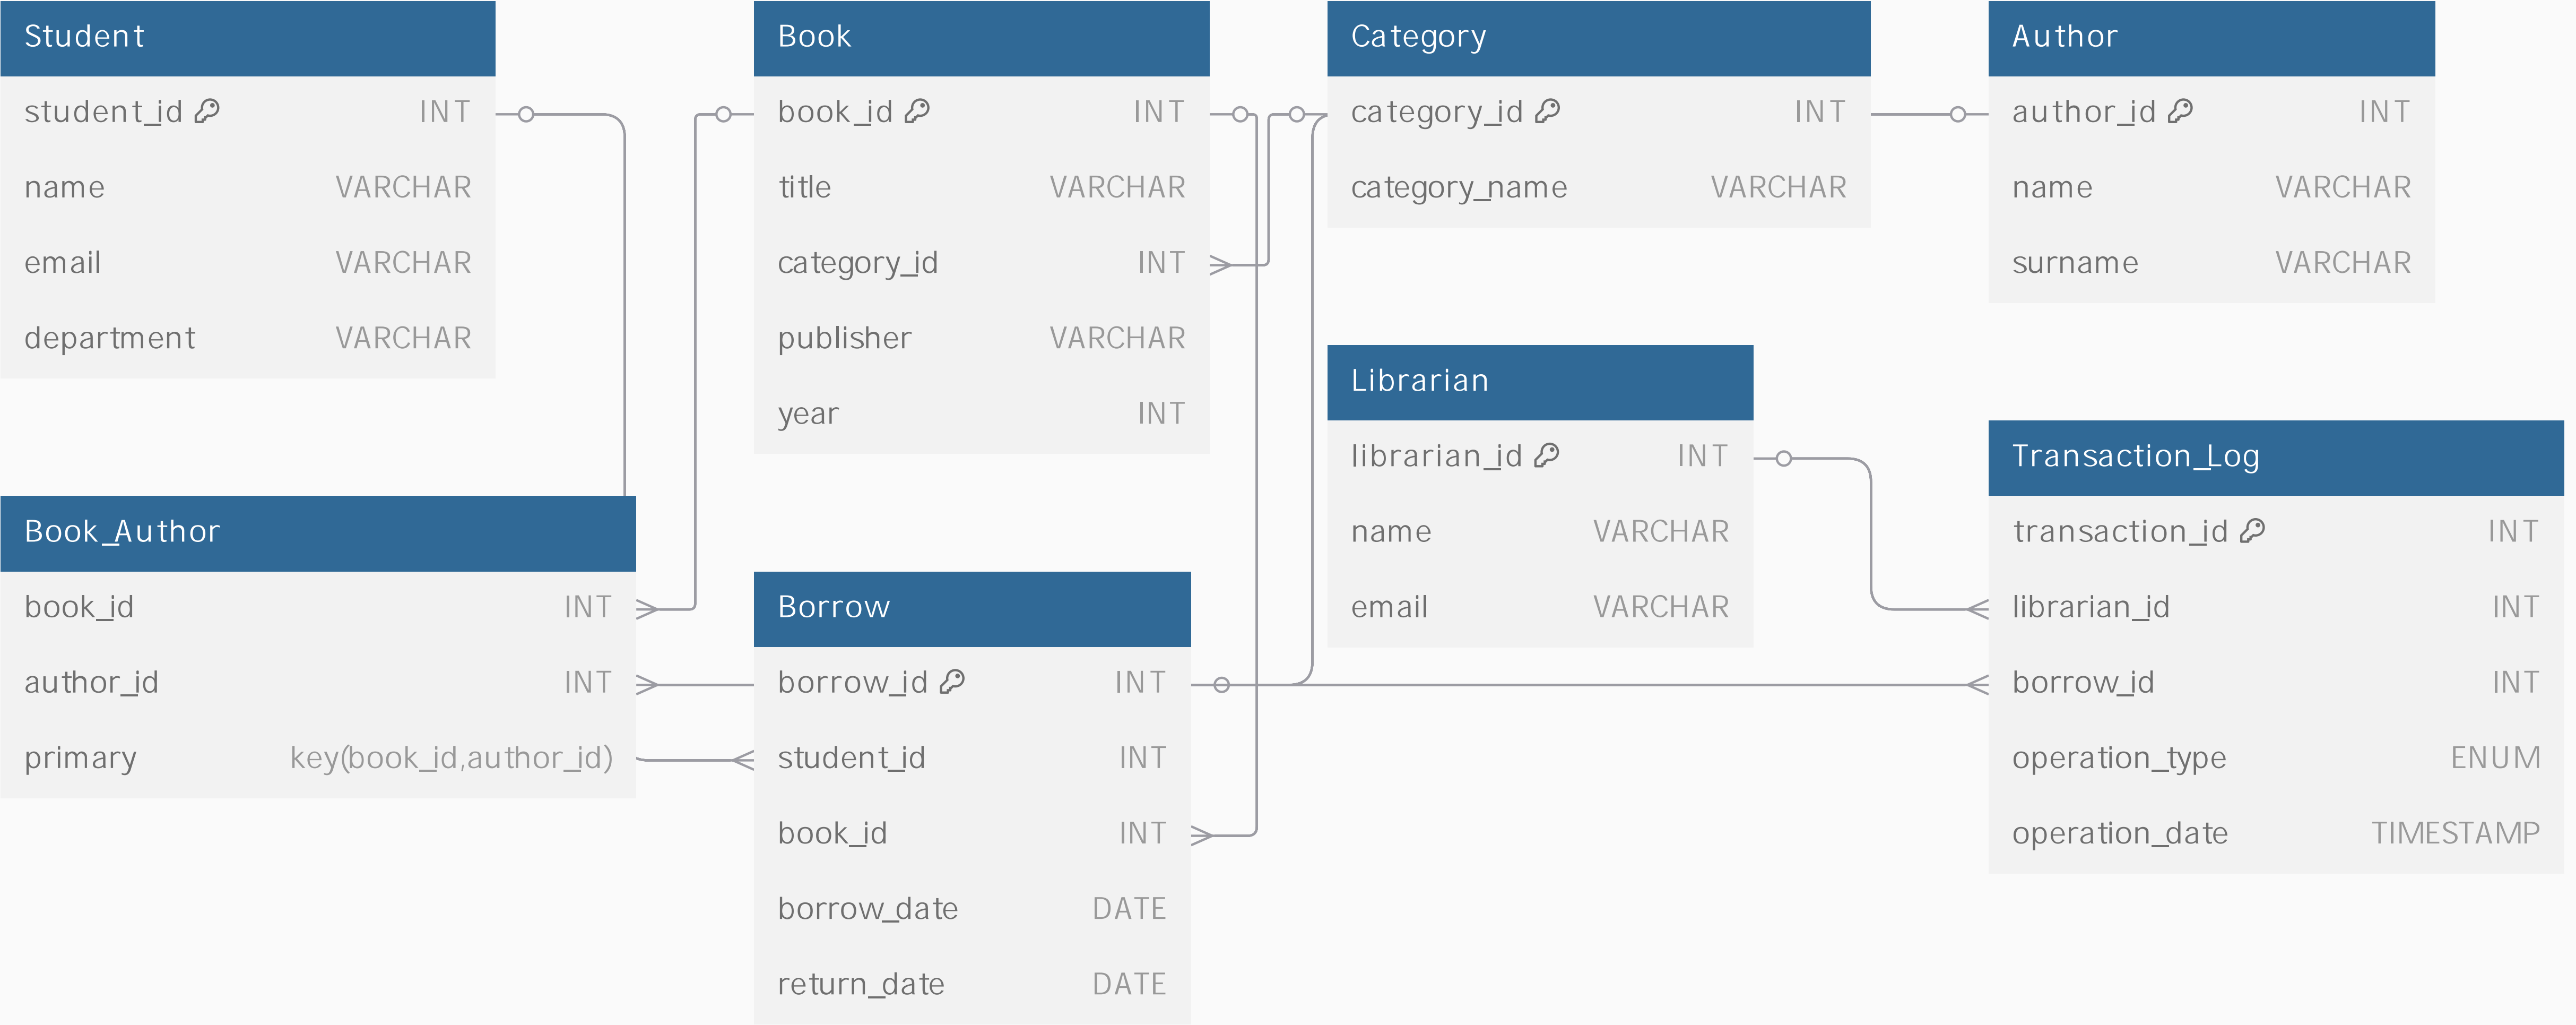 Student
student_id INT
name VARCHAR
email VARCHAR
department VARCHAR
Book
book_id INT
title VARCHAR
category_id INT
publisher VARCHAR
year INT
Category
category_id INT
category_name VARCHAR
Author
author_id INT
name VARCHAR
surname VARCHAR
Librarian
librarian_id INT
name VARCHAR
email VARCHAR
Transaction_Log
transaction_id INT
librarian_id INT
borrow_id INT
operation_type ENUM
operation_date TIMESTAMP
Book_Author
book_id INT
author_id INT
primary key(book_id,author_id)
Borrow
borrow_id INT
student_id INT
book_id INT
borrow_date DATE
return_date DATE